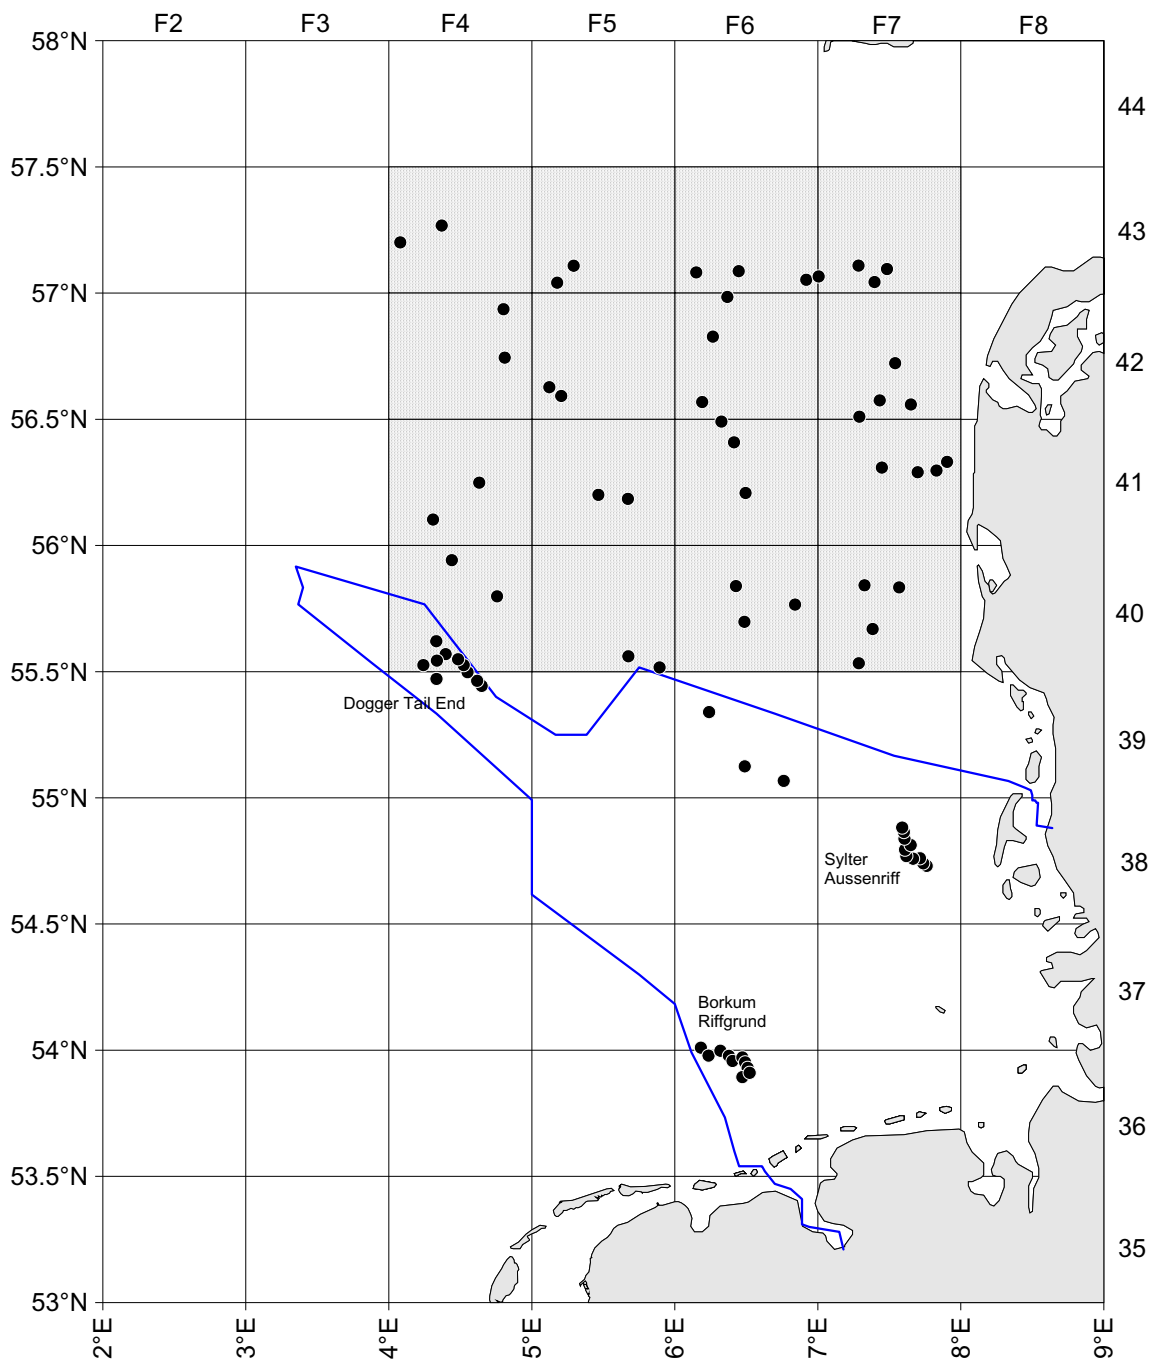 F2 F3 F4 F5 F6 F7 F8
58°N
44
57.5°N
43
57°N
42
56.5°N
41
56°N
40
55.5°N
Dogger Tail End
39
55°N
Sylter
Aussenriff
38
54.5°N
37
Borkum
Riffgrund
54°N
36
53.5°N
35
53°N
2°E 3°E 4°E 5°E 6°E 7°E 8°E 9°E